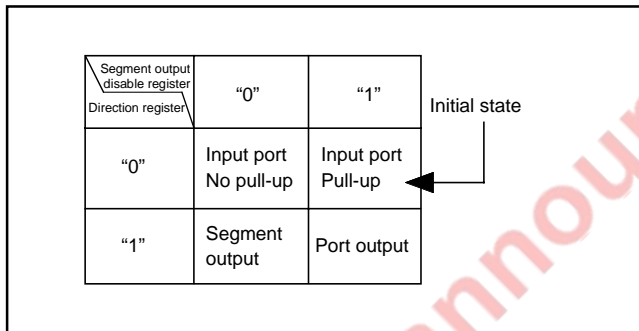 Segment output
disable register
Direction register
“0”
“1”
Initial state
“0”
Input port
No pull-up
Input port
Pull-up
“1”
Segment
output
Port output